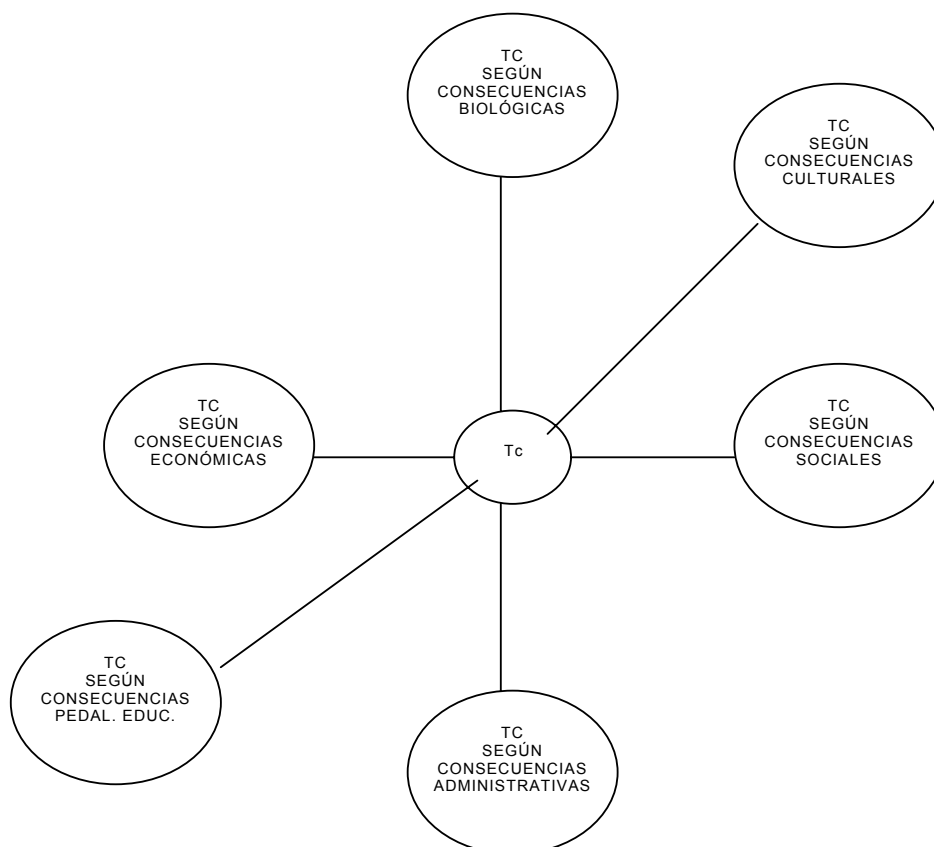 TC
SEGÚN
CONSECUENCIAS
BIOLÓGICAS
TC
SEGÚN
CONSECUENCIAS
CULTURALES
TC
SEGÚN
CONSECUENCIAS
ECONÓMICAS
Tc
TC
SEGÚN
CONSECUENCIAS
SOCIALES
TC
SEGÚN
CONSECUENCIAS
PEDAL. EDUC.
TC
SEGÚN
CONSECUENCIAS
ADMINISTRATIVAS